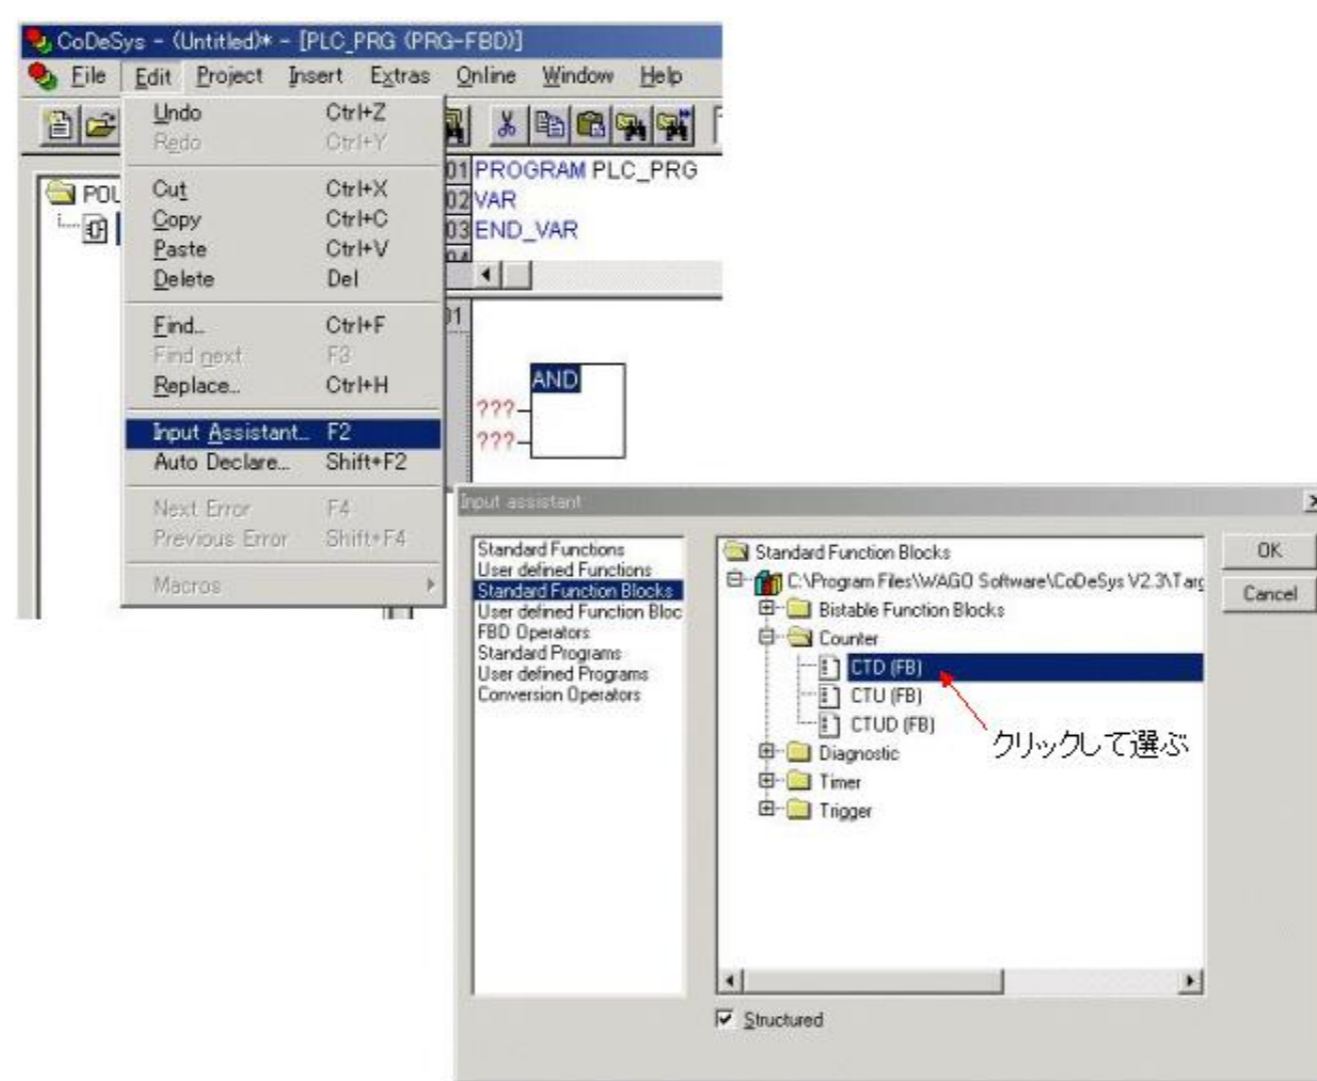 CoDeSys - (Untitled)* - [PLC_PRG (PRG-FBD)]
File Edit Project Insert Extras Online Window Help
Undo Ctrl+Z
Redo Ctrl+Y
Cut Ctrl+X
Copy Ctrl+C
Paste Ctrl+V
Delete Del
Find... Ctrl+F
Find next F3
Replace... Ctrl+H
Input Assistant... F2
Auto Declare... Shift+F2
Next Error F4
Previous Error Shift+F4
Macros
POU
01 PROGRAM PLC_PRG
02 VAR
03 END_VAR
04
01
AND
???
???
Input assistant
Standard Functions
User defined Functions
Standard Function Blocks
User defined Function Bloc
FBD Operators
Standard Programs
User defined Programs
Conversion Operators
Standard Function Blocks
C:\Program Files\WAGO Software\CoDeSys V2.3\Targ
Bistable Function Blocks
Counter
CTD (FB)
CTU (FB)
CTUD (FB)
Diagnostic
Timer
Trigger
クリックして選ぶ
OK
Cancel
Structured